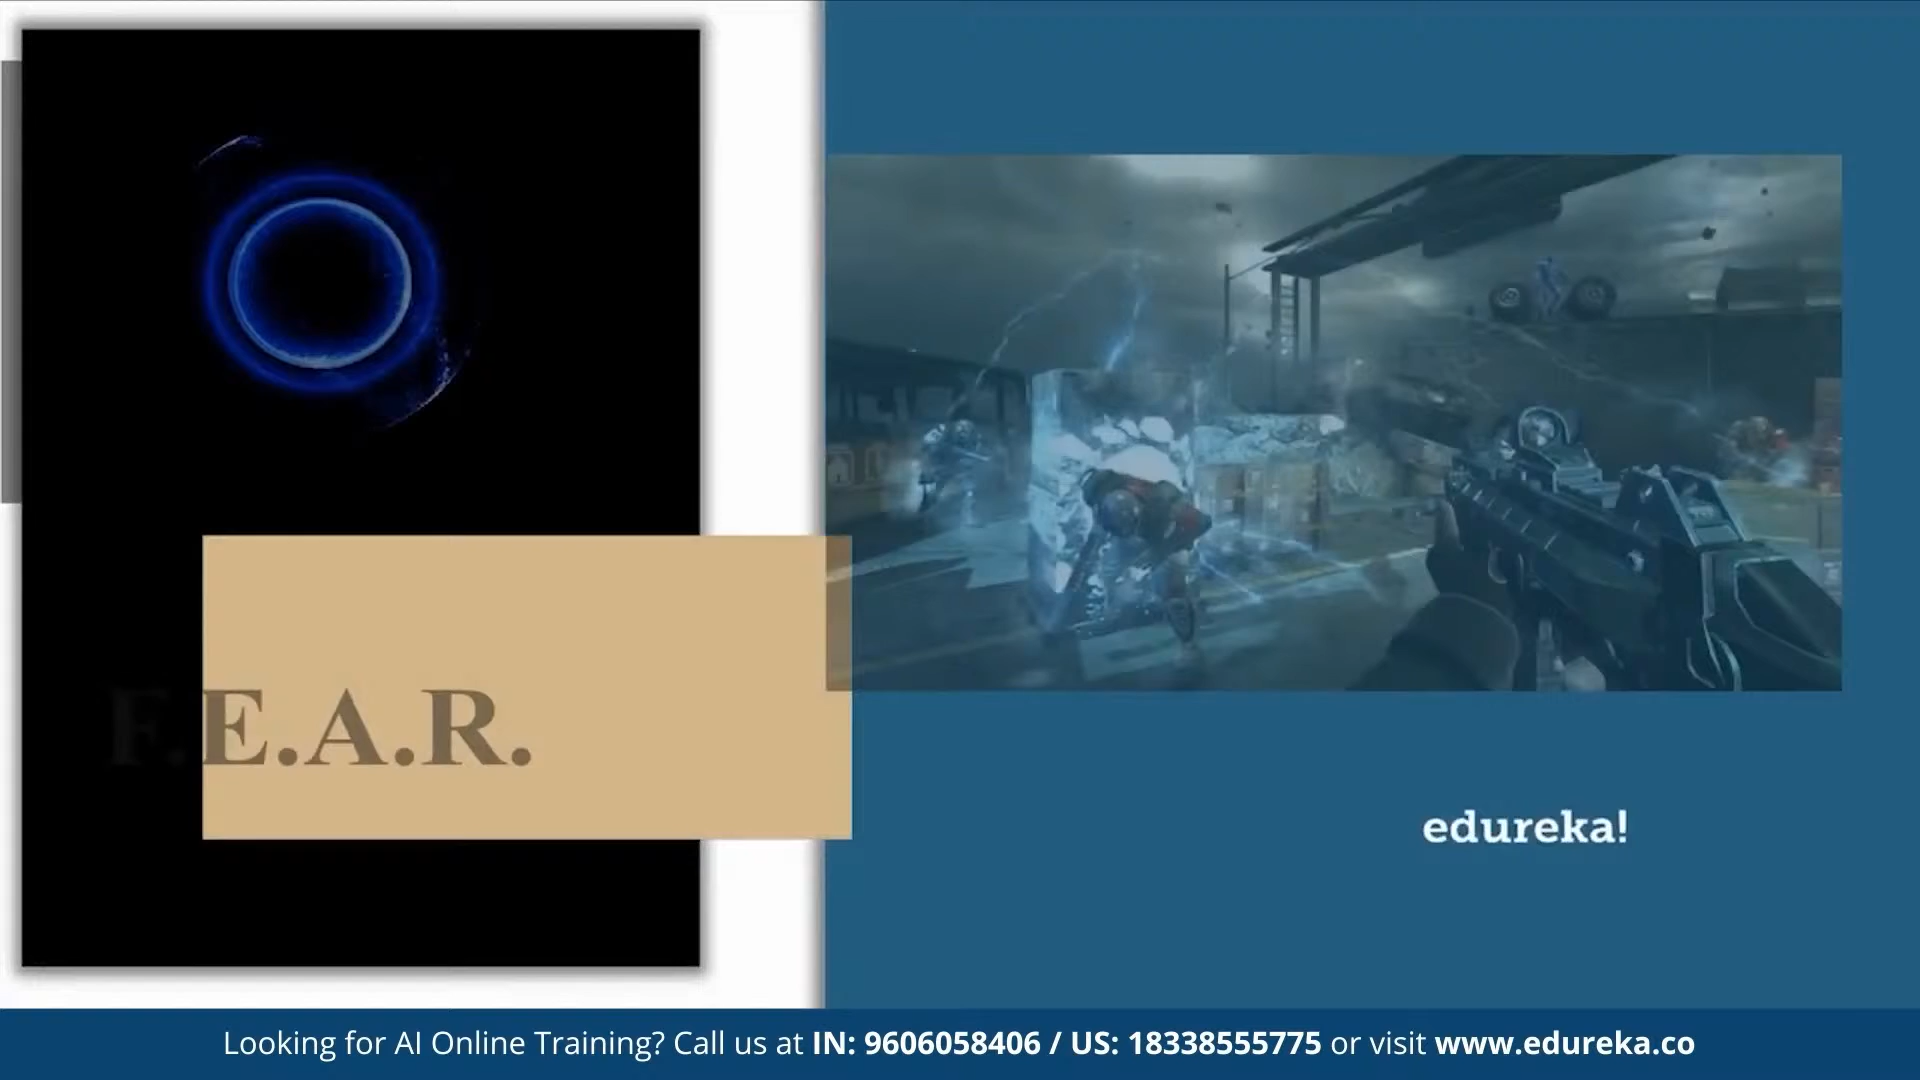 F.E.A.R.
edureka!
Looking for AI Online Training? Call us at IN: 9606058406 / US: 18338555775 or visit www.edureka.co